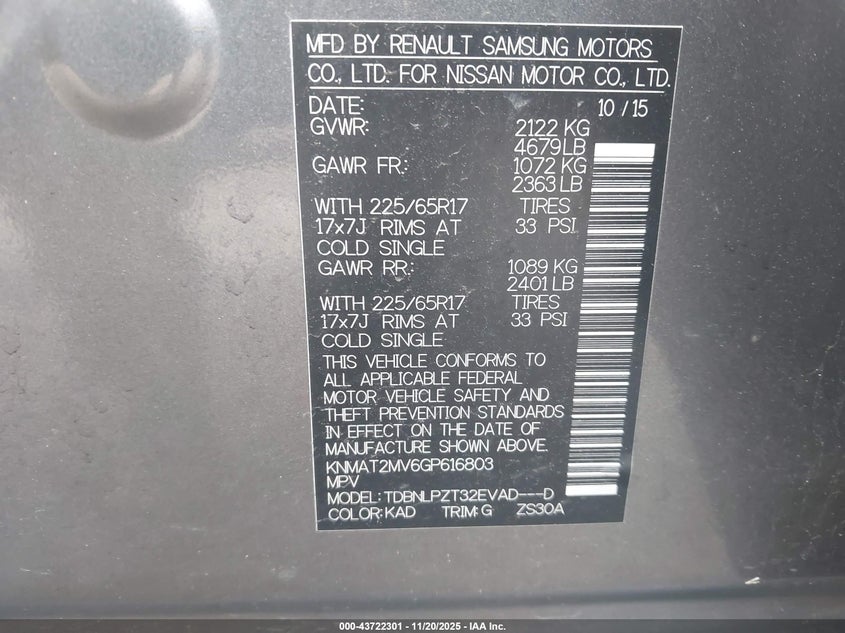 MFD BY RENAULT SAMSUNG MOTORS
CO., LTD. FOR NISSAN MOTOR CO., LTD.
DATE: 10 / 15
GVWR: 2122 KG
4679 LB
GAWR FR.: 1072 KG
2363 LB
WITH 225/65R17 TIRES
17x7J RIMS AT 33 PSI
COLD SINGLE
GAWR RR.: 1089 KG
2401 LB
WITH 225/65R17 TIRES
17x7J RIMS AT 33 PSI
COLD SINGLE
THIS VEHICLE CONFORMS TO
ALL APPLICABLE FEDERAL
MOTOR VEHICLE SAFETY AND
THEFT PREVENTION STANDARDS
IN EFFECT ON THE DATE OF
MANUFACTURE SHOWN ABOVE.
KNMAT2MV6GP616803
MPV
MODEL: TDBNLPZT32EVAD---D
COLOR: KAD TRIM: G ZS30A
000-43722301 - 11/20/2025 - IAA Inc.